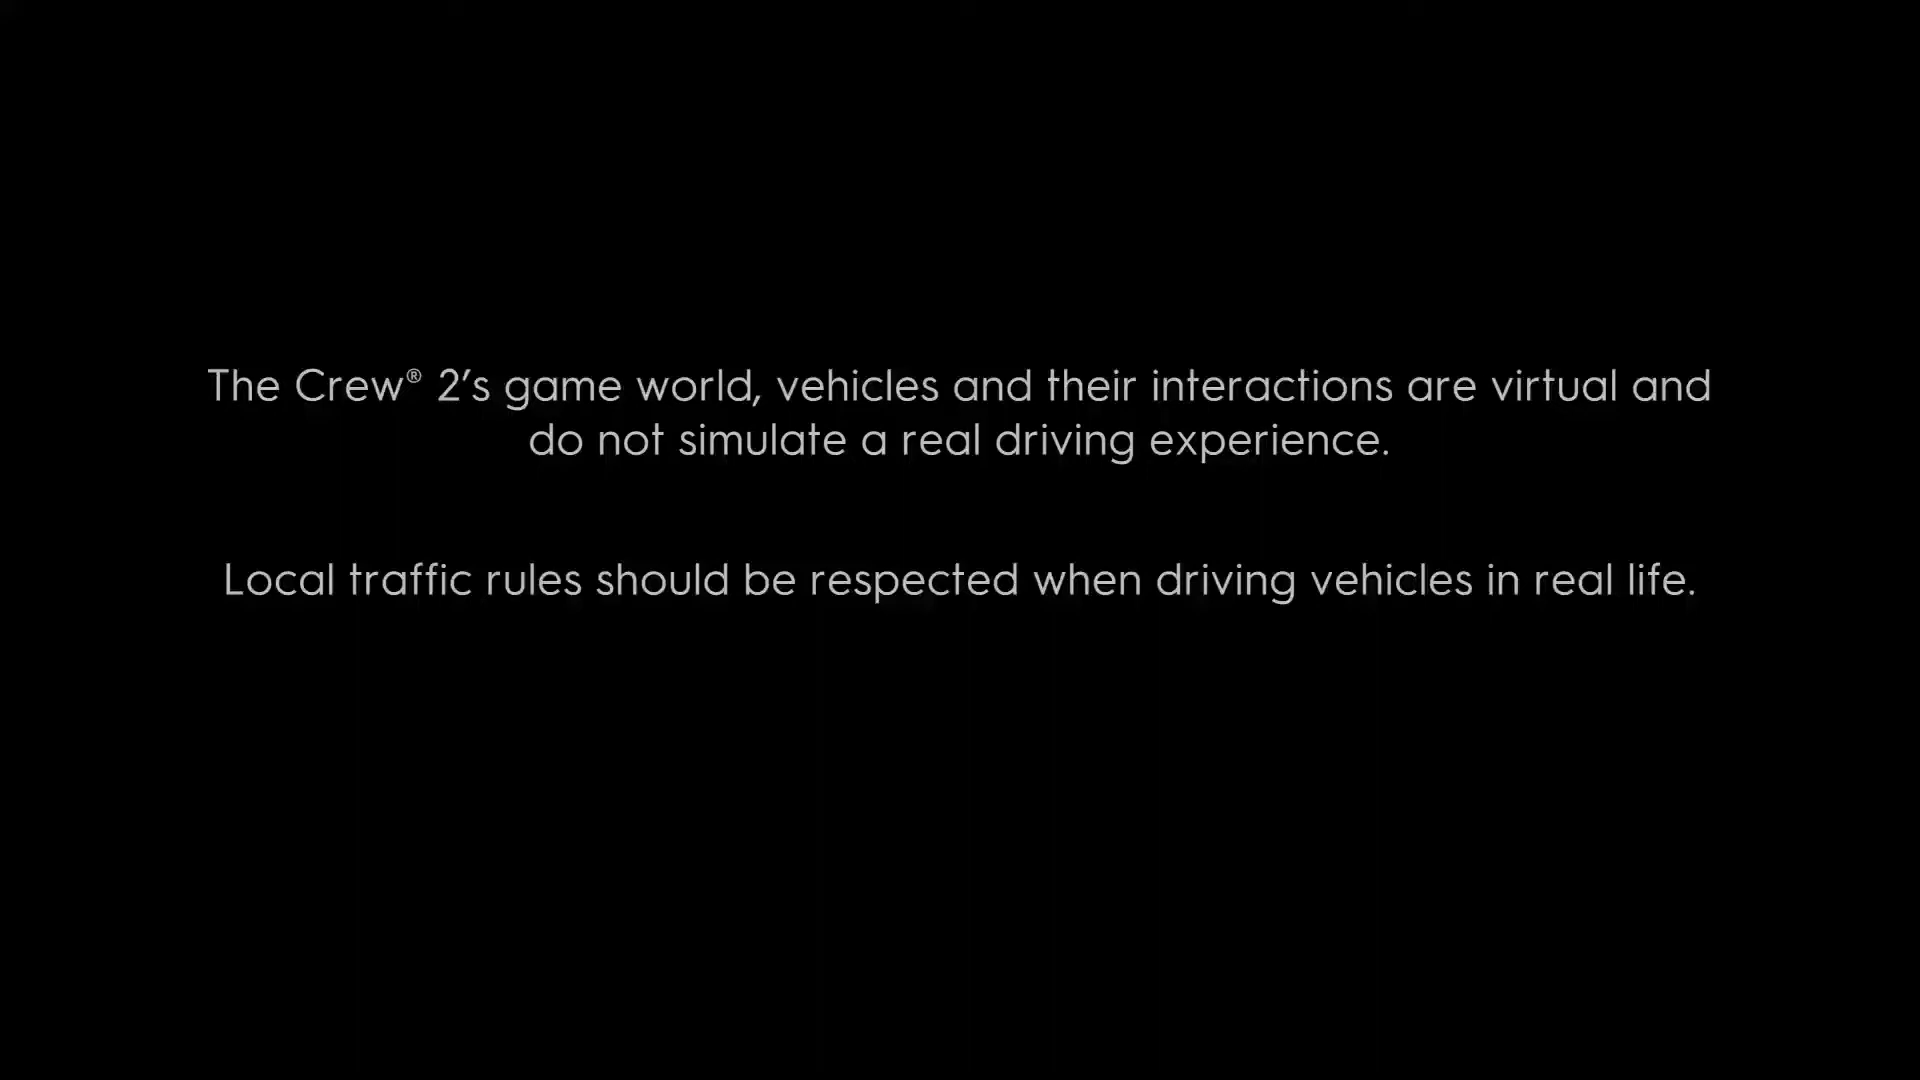 The Crew® 2’s game world, vehicles and their interactions are virtual and
do not simulate a real driving experience.
Local traffic rules should be respected when driving vehicles in real life.